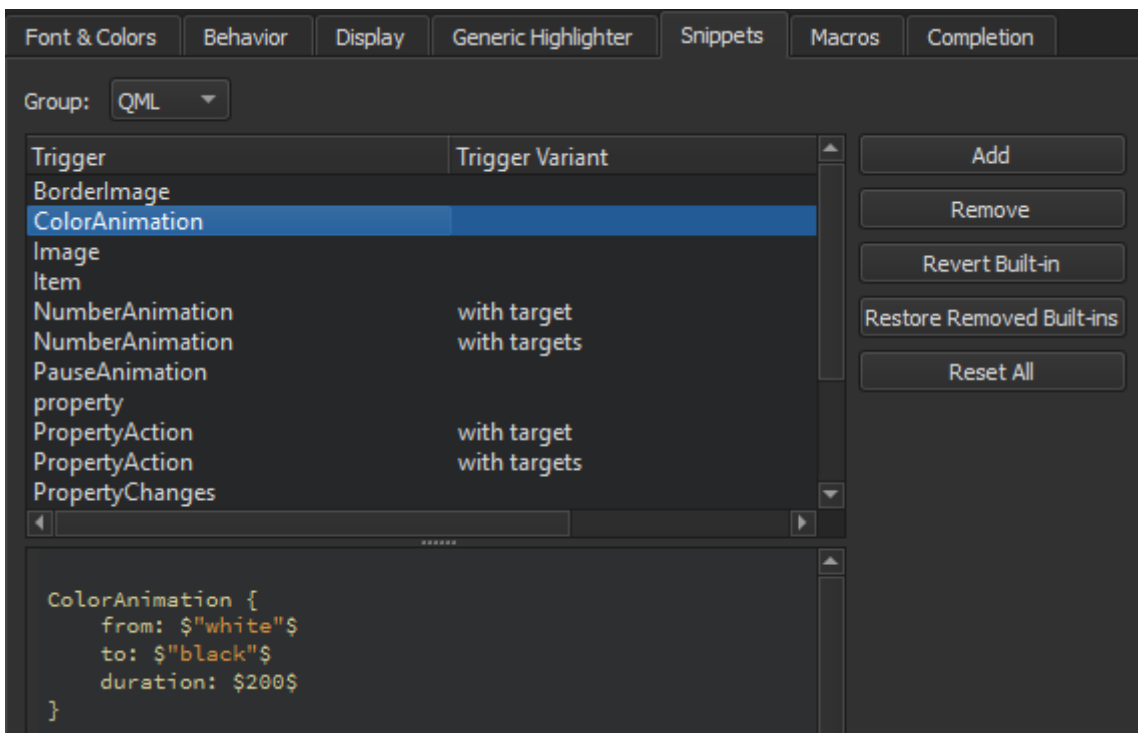 Font & Colors Behavior Display Generic Highlighter Snippets Macros Completion
Group: QML
Trigger Trigger Variant Add
BorderImage
ColorAnimation Remove
Image Revert Built-in
Item
NumberAnimation with target Restore Removed Built-ins
NumberAnimation with targets
PauseAnimation Reset All
property
PropertyAction with target
PropertyAction with targets
PropertyChanges
ColorAnimation {
    from: $"white"$
    to: $"black"$
    duration: $200$
}